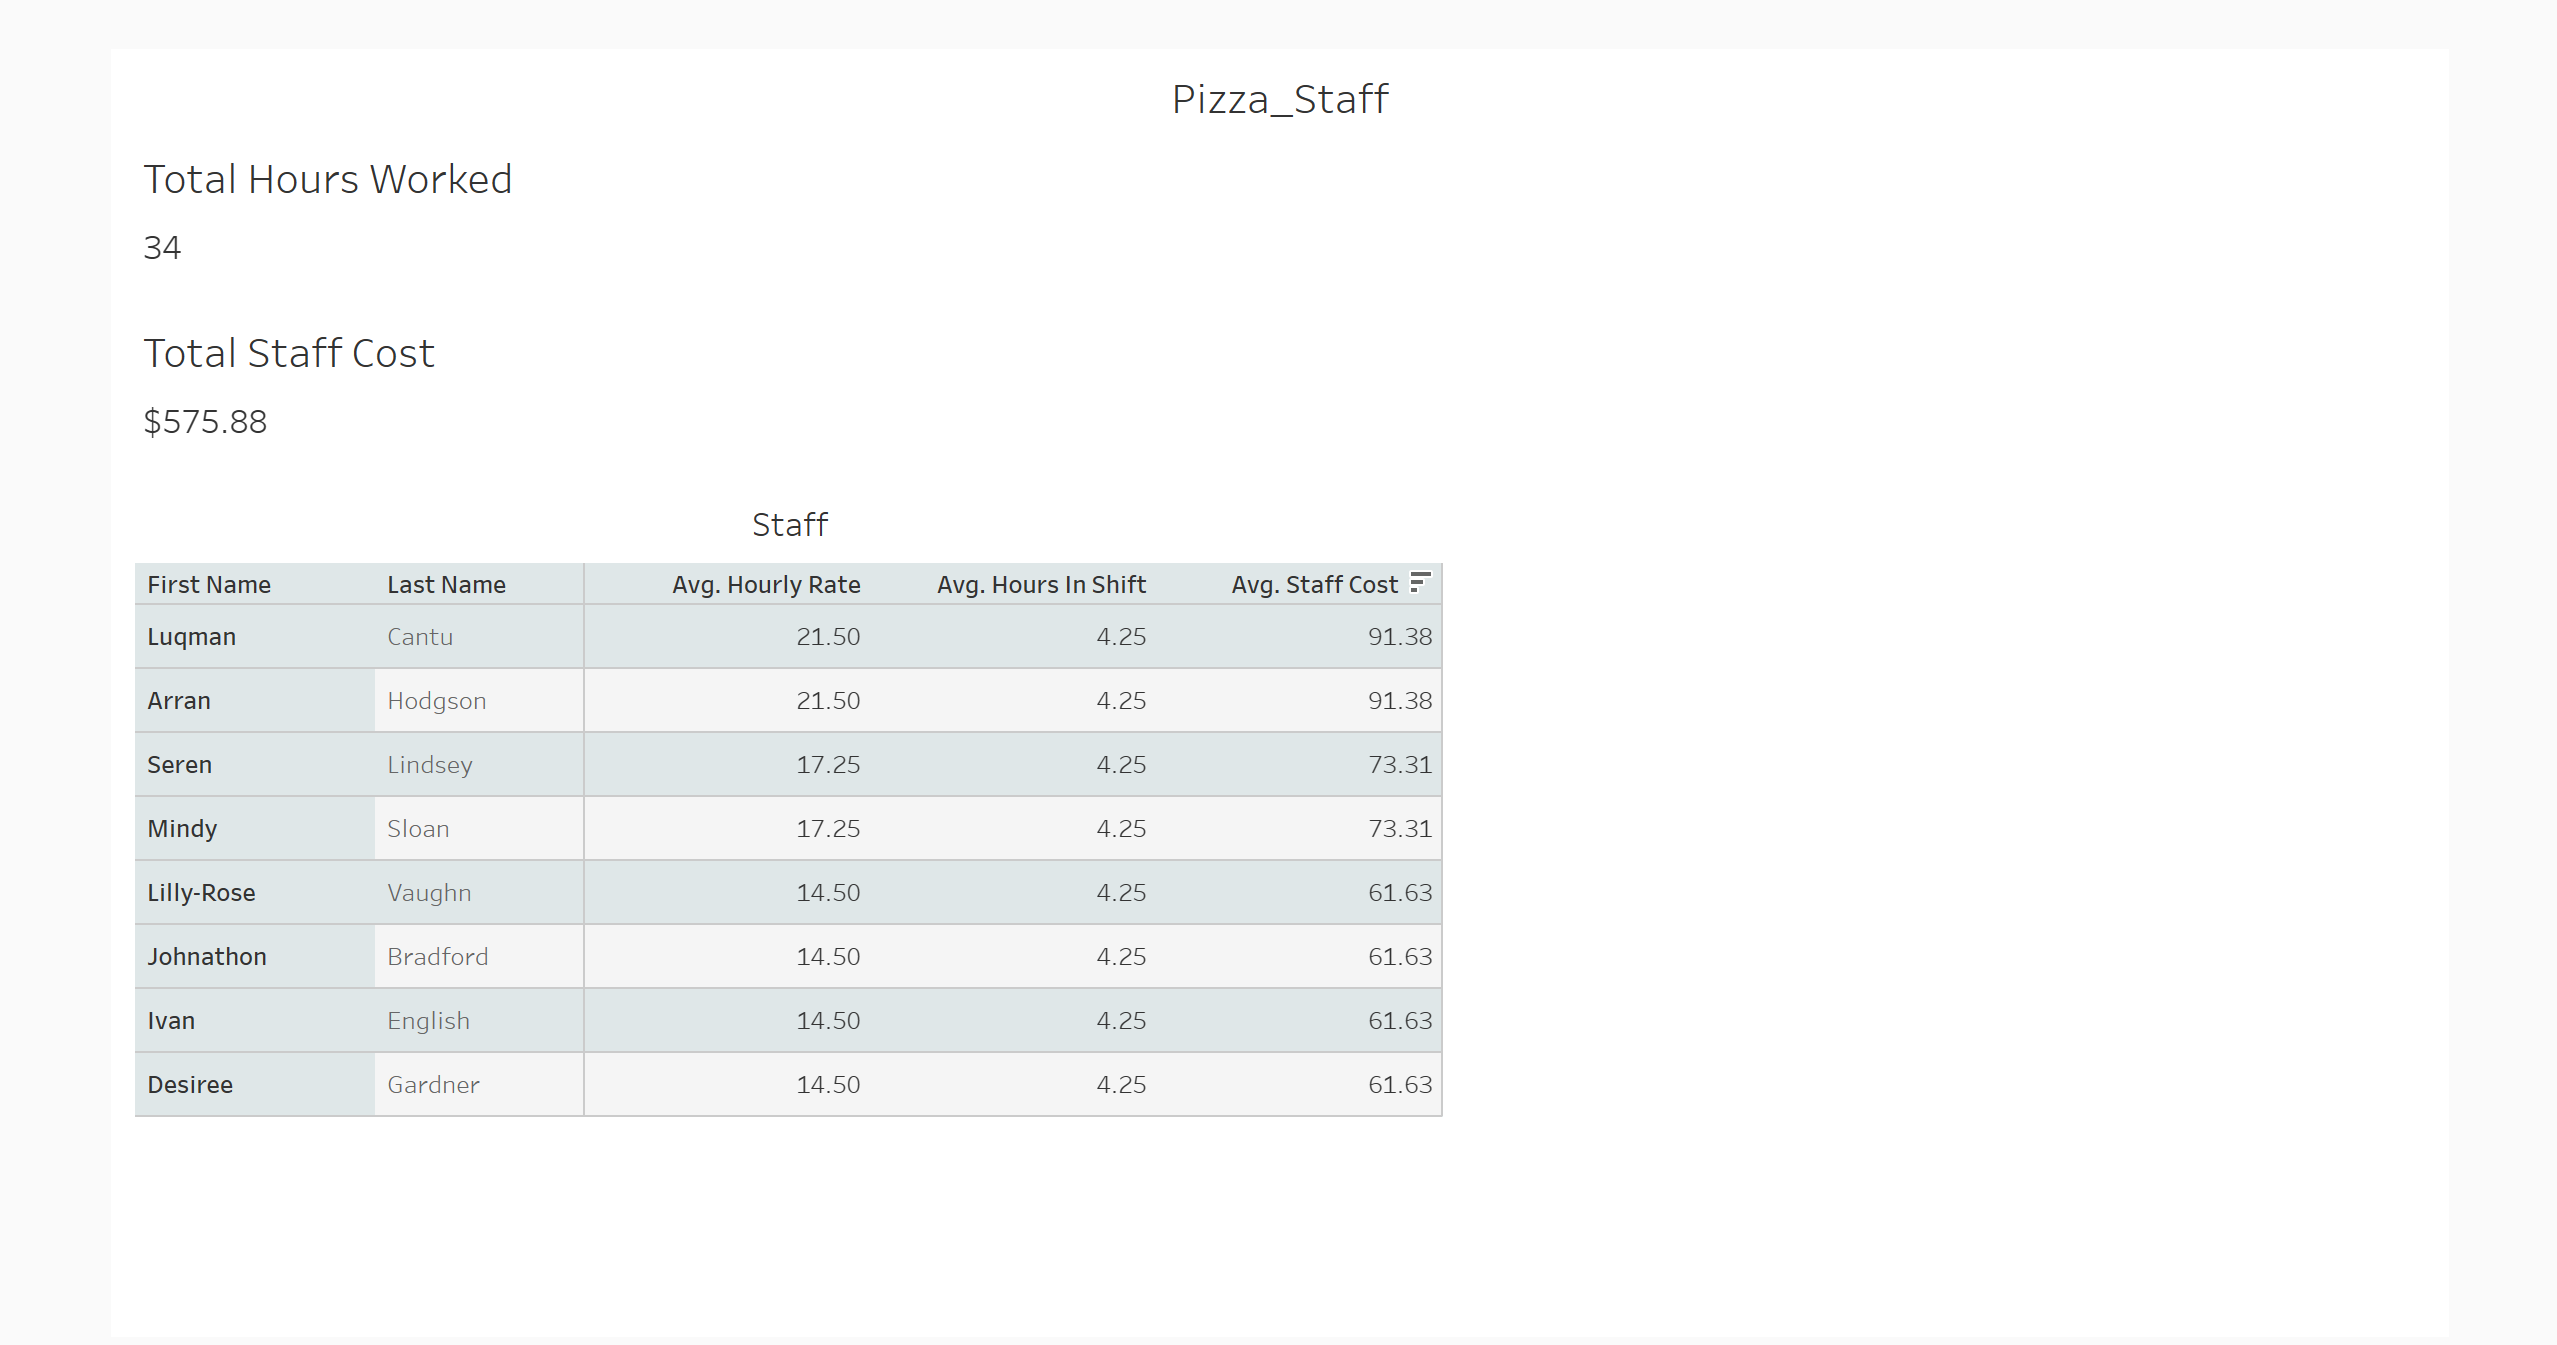 Pizza_Staff
Total Hours Worked
34
Total Staff Cost
$575.88
Staff
First Name Last Name Avg. Hourly Rate Avg. Hours In Shift Avg. Staff Cost
Luqman Cantu 21.50 4.25 91.38
Arran Hodgson 21.50 4.25 91.38
Seren Lindsey 17.25 4.25 73.31
Mindy Sloan 17.25 4.25 73.31
Lilly-Rose Vaughn 14.50 4.25 61.63
Johnathon Bradford 14.50 4.25 61.63
Ivan English 14.50 4.25 61.63
Desiree Gardner 14.50 4.25 61.63